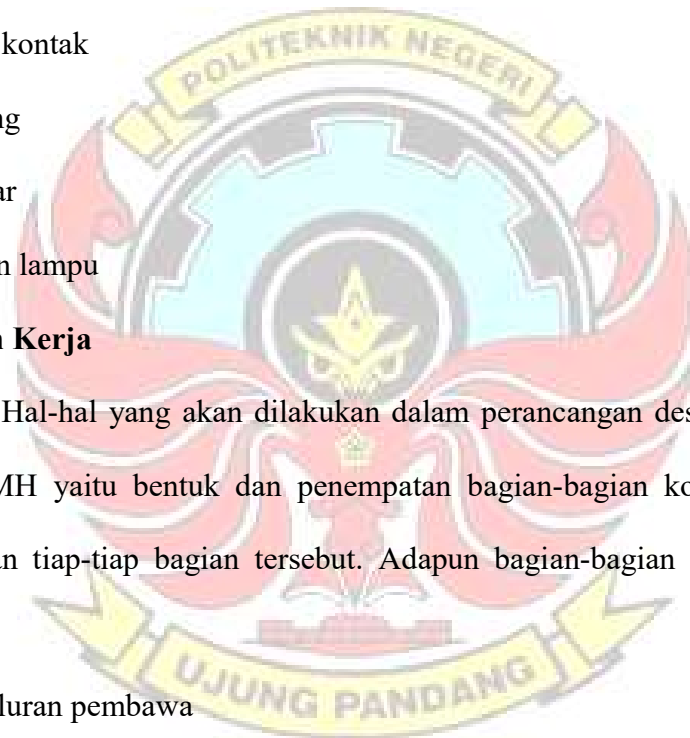 kontak
POLITEKNIK NEGERI
ng
ar
n lampu
n Kerja
Hal-hal yang akan dilakukan dalam perancangan des
MH yaitu bentuk dan penempatan bagian-bagian ko
an tiap-tiap bagian tersebut. Adapun bagian-bagian
UJUNG PANDANG
luran pembawa